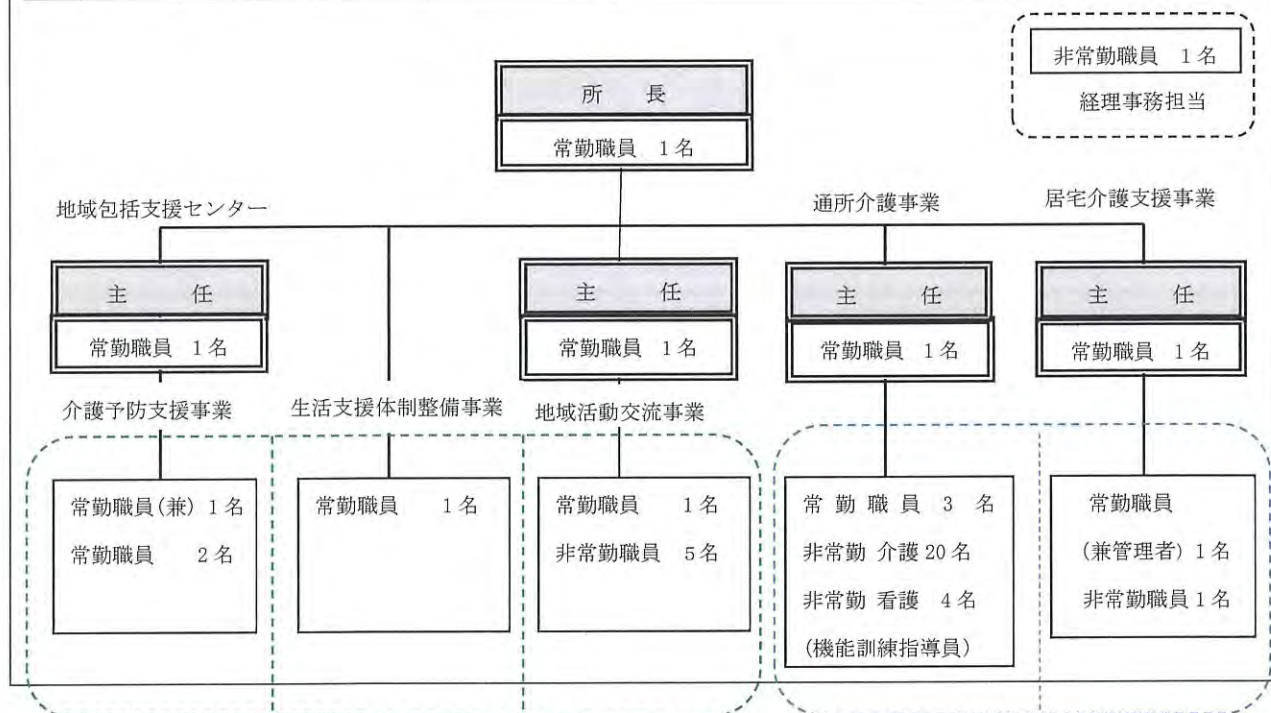 非常勤職員 1名
経理事務担当
所 長
常勤職員 1名
地域包括支援センター
通所介護事業
居宅介護支援事業
主 任
常勤職員 1名
主 任
常勤職員 1名
主 任
常勤職員 1名
主 任
常勤職員 1名
介護予防支援事業
生活支援体制整備事業
地域活動交流事業
常勤職員(兼) 1名
常勤職員 2名
常勤職員 1名
常勤職員 1名
非常勤職員 5名
常 勤 職 員 3 名
非常勤 介護 20名
非常勤 看護 4名
(機能訓練指導員)
常勤職員
(兼管理者) 1名
非常勤職員 1名